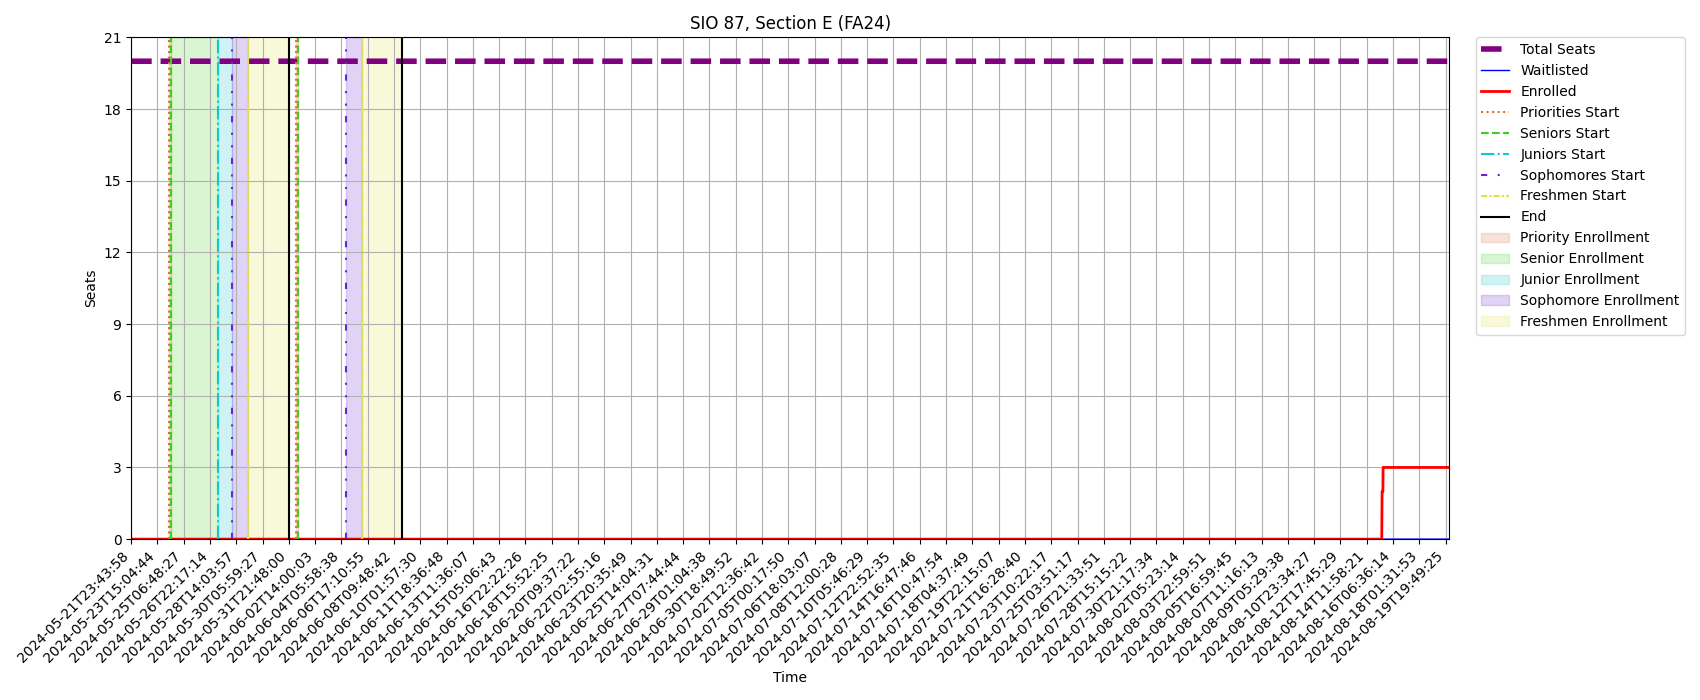 SIO 87, Section E (FA24)
21
18
15
12
9
6
3
0
Seats
2024-05-21T23:43:58
2024-05-23T15:04:44
2024-05-25T06:48:27
2024-05-26T22:17:14
2024-05-28T14:03:57
2024-05-30T05:59:27
2024-05-31T21:48:00
2024-06-02T14:00:03
2024-06-04T05:58:38
2024-06-06T17:10:55
2024-06-08T09:48:42
2024-06-10T01:57:30
2024-06-11T18:36:48
2024-06-13T11:36:07
2024-06-15T05:06:43
2024-06-16T22:22:26
2024-06-18T15:52:25
2024-06-20T09:37:22
2024-06-22T02:55:16
2024-06-23T20:35:49
2024-06-25T14:04:31
2024-06-27T07:44:44
2024-06-29T01:04:38
2024-06-30T18:49:52
2024-07-02T12:36:42
2024-07-05T00:17:50
2024-07-06T18:03:07
2024-07-08T12:00:28
2024-07-10T05:46:29
2024-07-12T22:52:35
2024-07-14T16:47:46
2024-07-16T10:47:54
2024-07-18T04:37:49
2024-07-19T22:15:07
2024-07-21T16:28:40
2024-07-23T10:22:17
2024-07-25T03:51:17
2024-07-26T21:33:51
2024-07-28T15:15:22
2024-07-30T21:17:34
2024-08-02T05:23:14
2024-08-03T22:59:51
2024-08-05T16:59:45
2024-08-07T11:16:13
2024-08-09T05:29:38
2024-08-10T23:34:27
2024-08-12T17:45:29
2024-08-14T11:58:21
2024-08-16T06:36:14
2024-08-18T01:31:53
2024-08-19T19:49:25
Time
Total Seats
Waitlisted
Enrolled
Priorities Start
Seniors Start
Juniors Start
Sophomores Start
Freshmen Start
End
Priority Enrollment
Senior Enrollment
Junior Enrollment
Sophomore Enrollment
Freshmen Enrollment